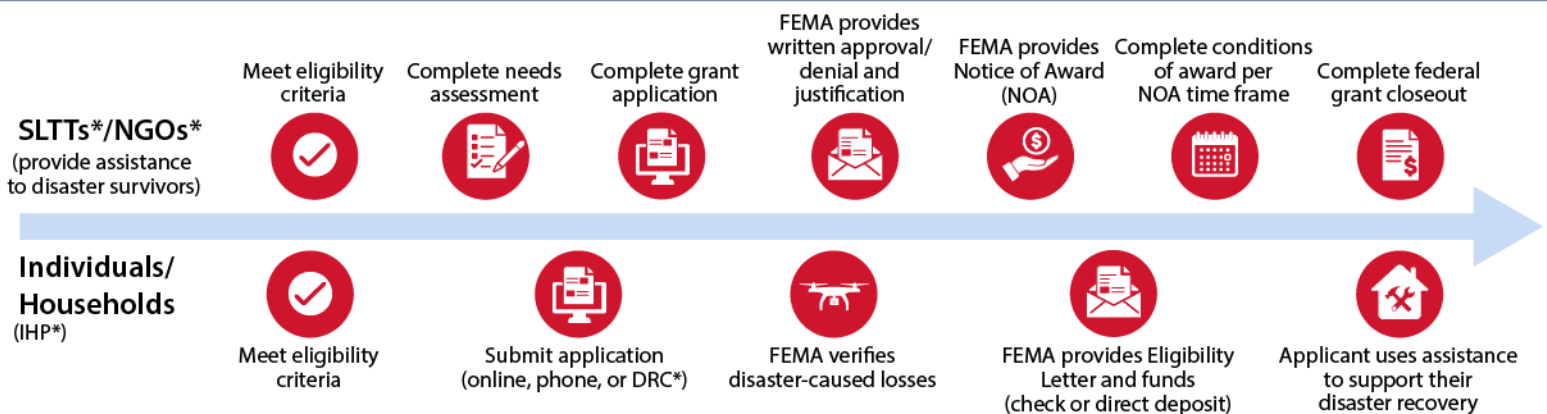 SLTTs*/NGOs*
(provide assistance
to disaster survivors)
Meet eligibility
criteria
Complete needs
assessment
Complete grant
application
FEMA provides
written approval/
denial and
justification
FEMA provides
Notice of Award
(NOA)
Complete conditions
of award per
NOA time frame
Complete federal
grant closeout
$
$
Individuals/
Households
(IHP*)
Meet eligibility
criteria
Submit application
(online, phone, or DRC*)
FEMA verifies
disaster-caused losses
FEMA provides Eligibility
Letter and funds
(check or direct deposit)
Applicant uses assistance
to support their
disaster recovery